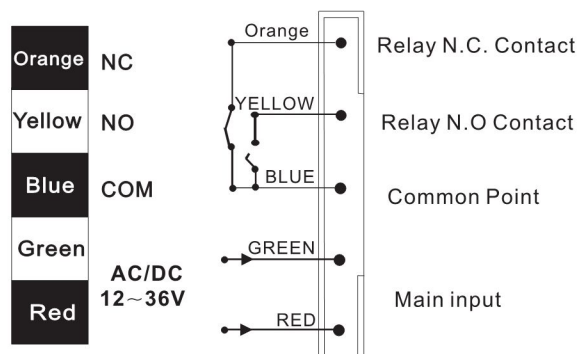 Orange NC
Yellow NO
Blue COM
Green
Red
AC/DC
12~36V
Orange
YELLOW
BLUE
GREEN
RED
Relay N.C. Contact
Relay N.O Contact
Common Point
Main input